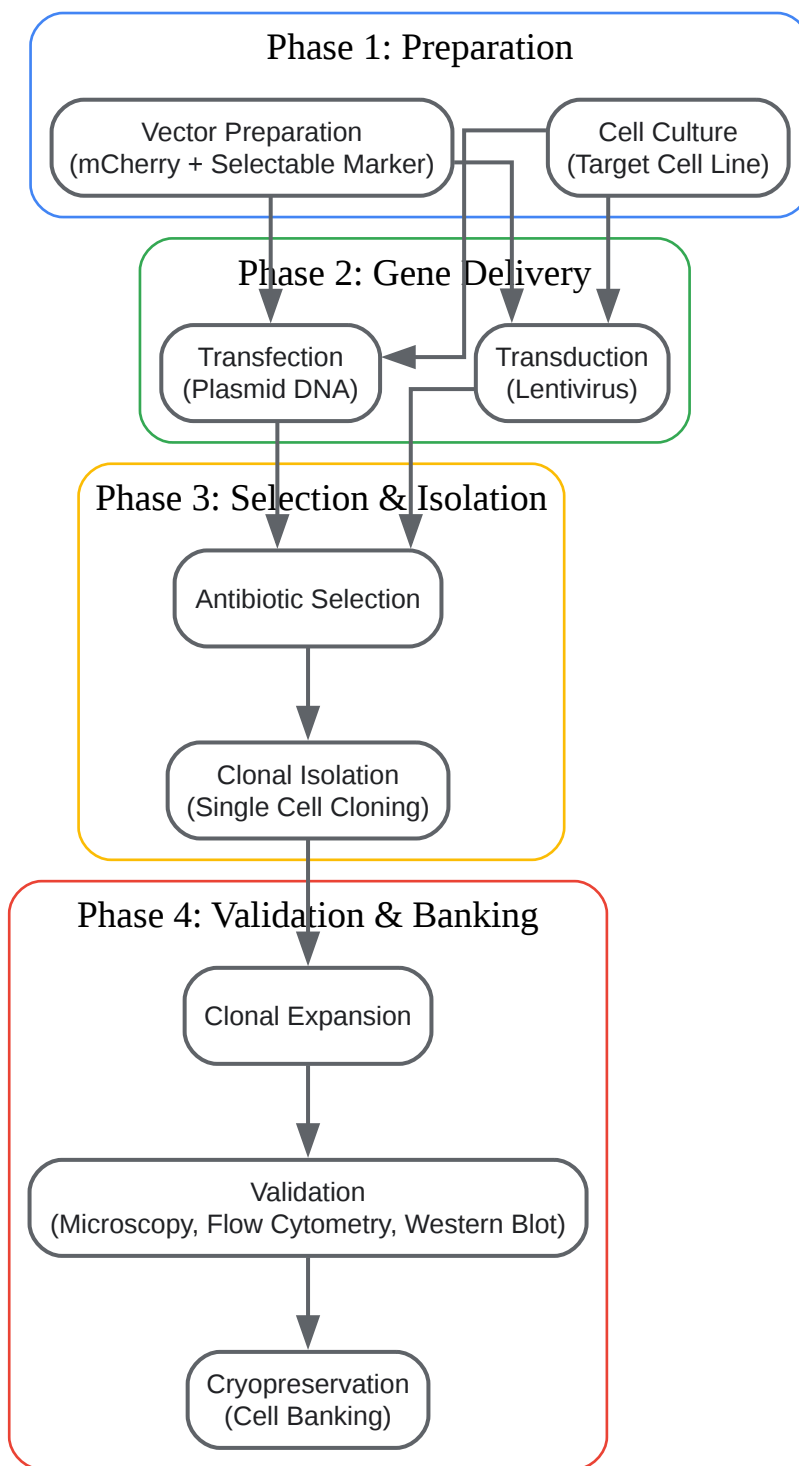 Phase 1: Preparation
Vector Preparation
(mCherry + Selectable Marker)
Cell Culture
(Target Cell Line)
Phase 2: Gene Delivery
Transfection
(Plasmid DNA)
Transduction
(Lentivirus)
Phase 3: Selection & Isolation
Antibiotic Selection
Clonal Isolation
(Single Cell Cloning)
Phase 4: Validation & Banking
Clonal Expansion
Validation
(Microscopy, Flow Cytometry, Western Blot)
Cryopreservation
(Cell Banking)